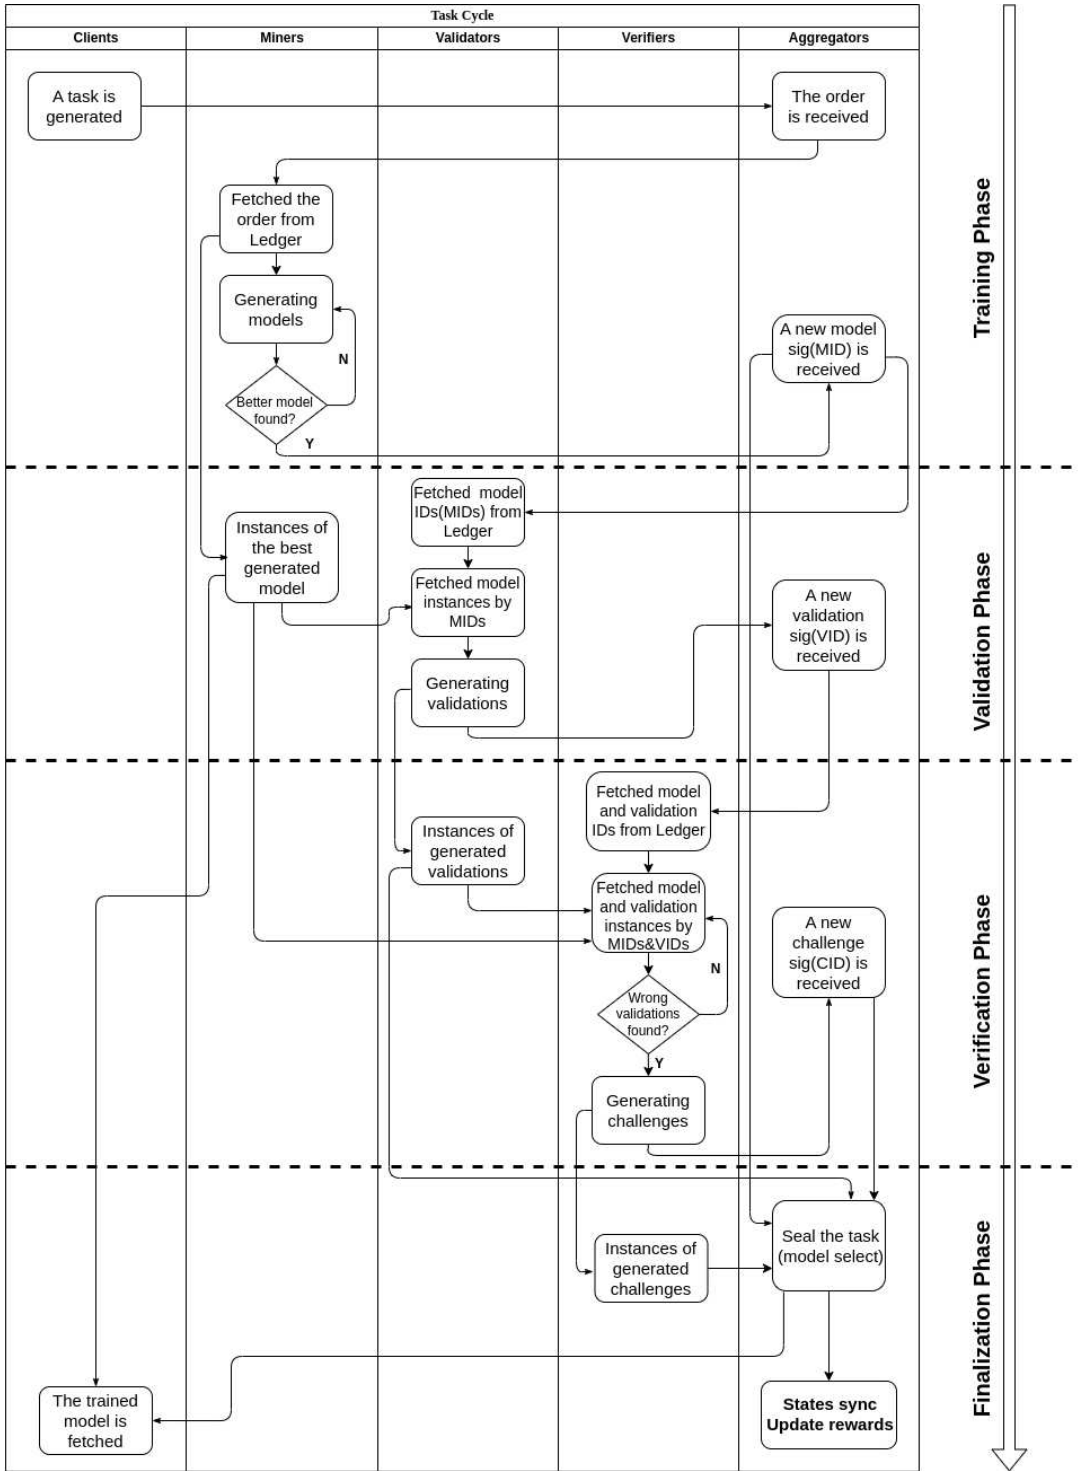 Task Cycle
Clients
Miners
Validators
Verifiers
Aggregators
A task is
generated
The order
is received
Fetched the
order from
Ledger
Generating
models
N
Better model
found?
Y
A new model
sig(MID) is
received
Training Phase
Fetched model
IDs(MIDs) from
Ledger
Instances of
the best
generated
model
Fetched model
instances by
MIDs
Generating
validations
A new
validation
sig(VID) is
received
Validation Phase
Fetched model
and validation
IDs from Ledger
Instances of
generated
validations
Fetched model
and validation
instances by
MIDs&VIDs
N
Wrong
validations
found?
Y
Generating
challenges
A new
challenge
sig(CID) is
received
Verification Phase
Seal the task
(model select)
Instances of
generated
challenges
The trained
model is
fetched
States sync
Update rewards
Finalization Phase